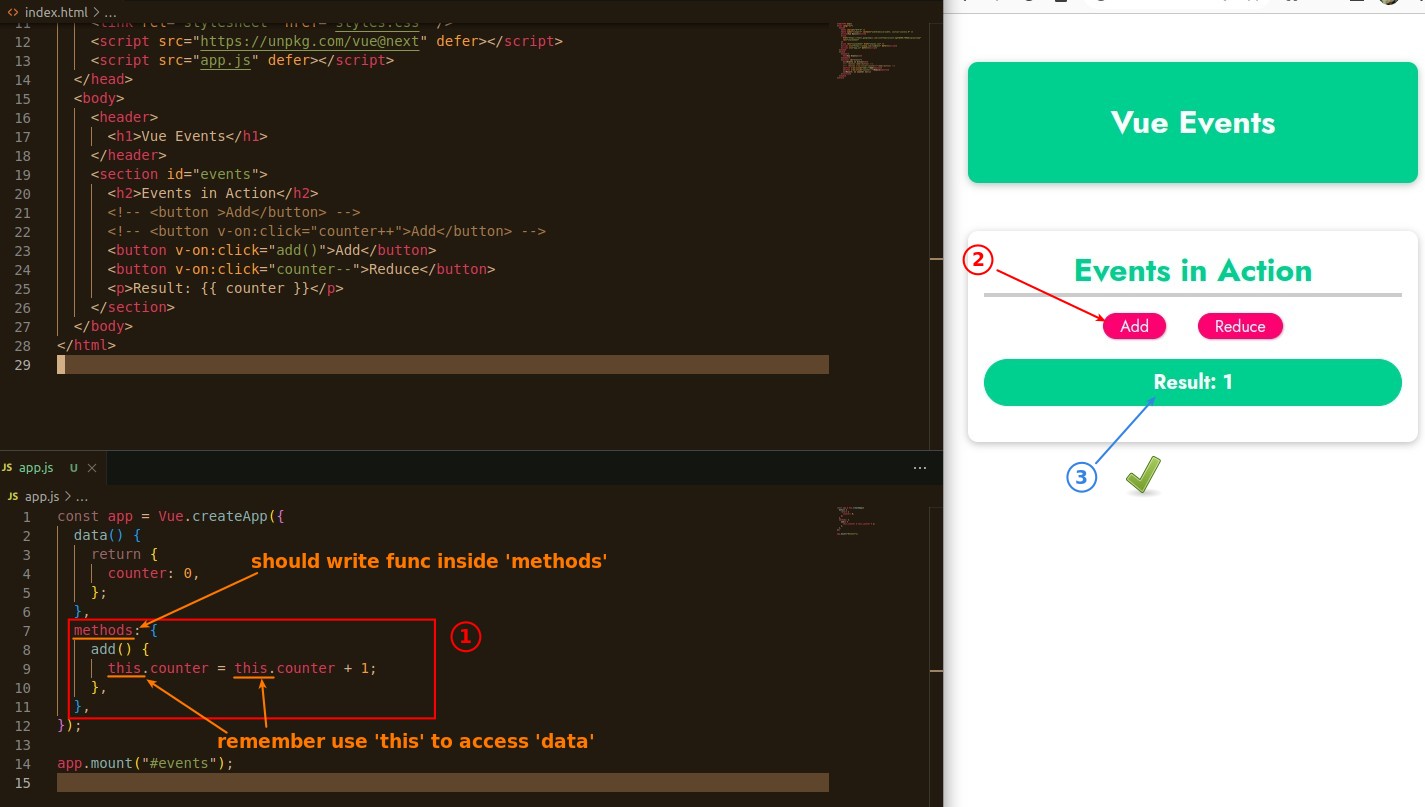 index.html > ...
11 <link rel="stylesheet" href="styles.css" />
12 <script src="https://unpkg.com/vue@next" defer></script>
13 <script src="app.js" defer></script>
14 </head>
15 <body>
16 <header>
17 <h1>Vue Events</h1>
18 </header>
19 <section id="events">
20 <h2>Events in Action</h2>
21 <!-- <button >Add</button> -->
22 <!-- <button v-on:click="counter++">Add</button> -->
23 <button v-on:click="add()">Add</button>
24 <button v-on:click="counter--">Reduce</button>
25 <p>Result: {{ counter }}</p>
26 </section>
27 </body>
28 </html>
29
JS app.js U ×
...
JS app.js > ...
1 const app = Vue.createApp({
2 data() {
3 return {
4 counter: 0,
5 };
6 },
7 methods: {
8 add() {
9 this.counter = this.counter + 1;
10 },
11 },
12 });
13
14 app.mount("#events");
15
should write func inside 'methods'
①
remember use 'this' to access 'data'
Vue Events
②
Events in Action
Add Reduce
Result: 1
③